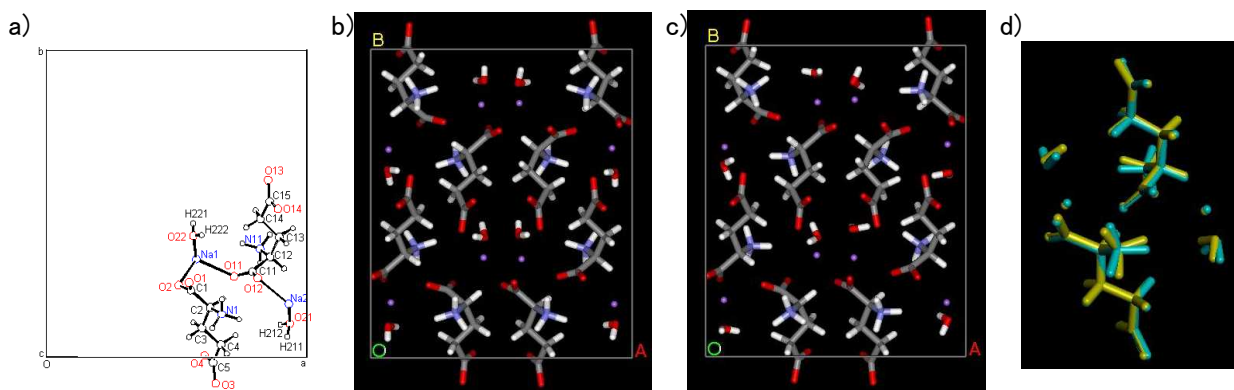 a)
b
O13
C15
O14
C14
H221
H222
O22
N11
C13
C12
Na1
O11
C11
O12
O2
O1
C1
Na2
C2
N1
O21
H212
C3
H211
C4
O4
C5
c
O
a
O3
b)
B
O
A
c)
B
O
A
d)